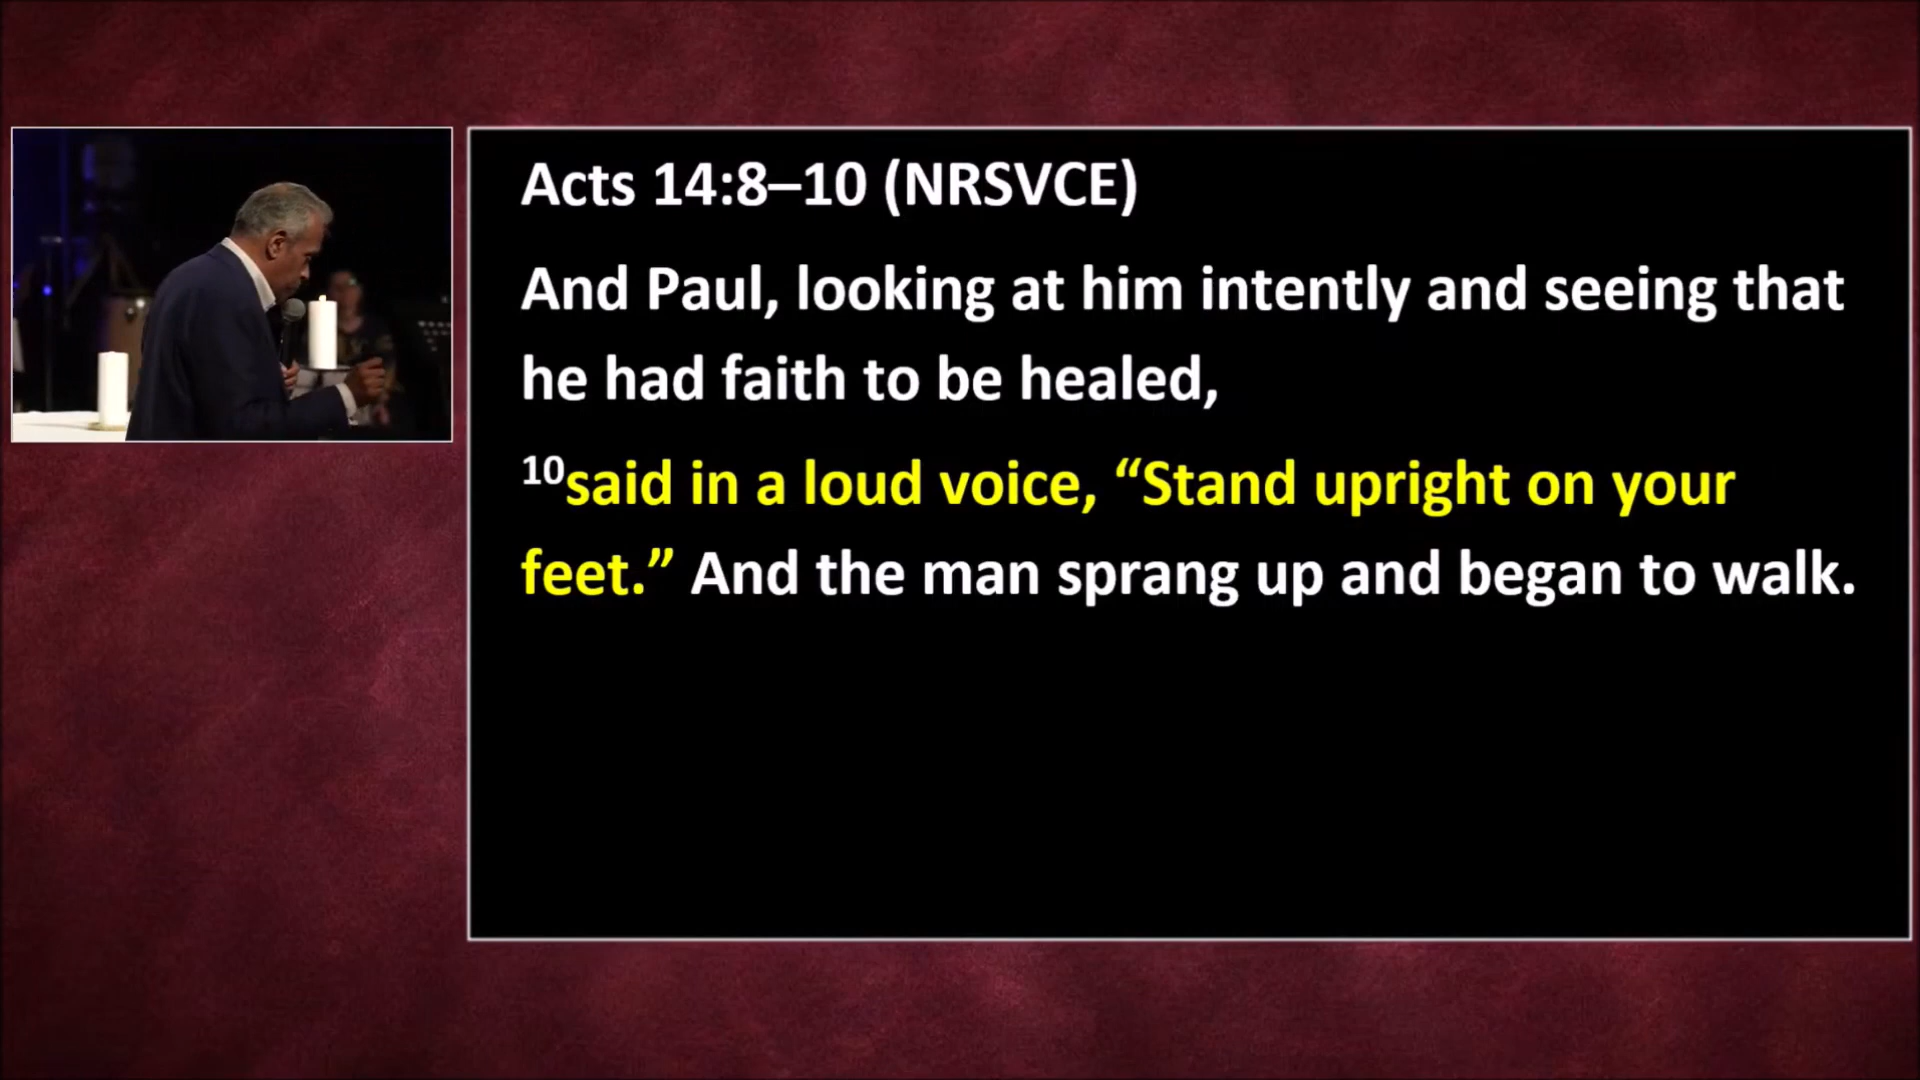 Acts 14:8–10 (NRSVCE)
And Paul, looking at him intently and seeing that
he had faith to be healed,
10said in a loud voice, “Stand upright on your
feet.” And the man sprang up and began to walk.